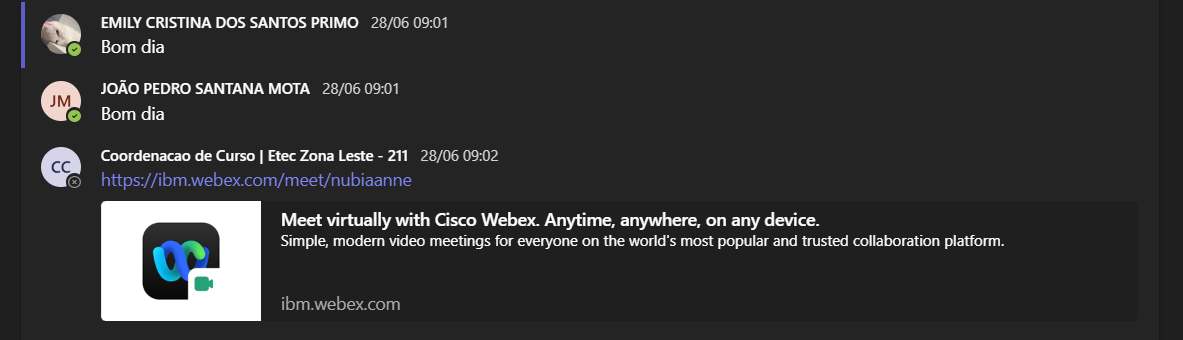 EMILY CRISTINA DOS SANTOS PRIMO 28/06 09:01
Bom dia
JM
JOÃO PEDRO SANTANA MOTA 28/06 09:01
Bom dia
CC
Coordenacao de Curso | Etec Zona Leste - 211 28/06 09:02
https://ibm.webex.com/meet/nubiaanne
Meet virtually with Cisco Webex. Anytime, anywhere, on any device.
Simple, modern video meetings for everyone on the world's most popular and trusted collaboration platform.
ibm.webex.com